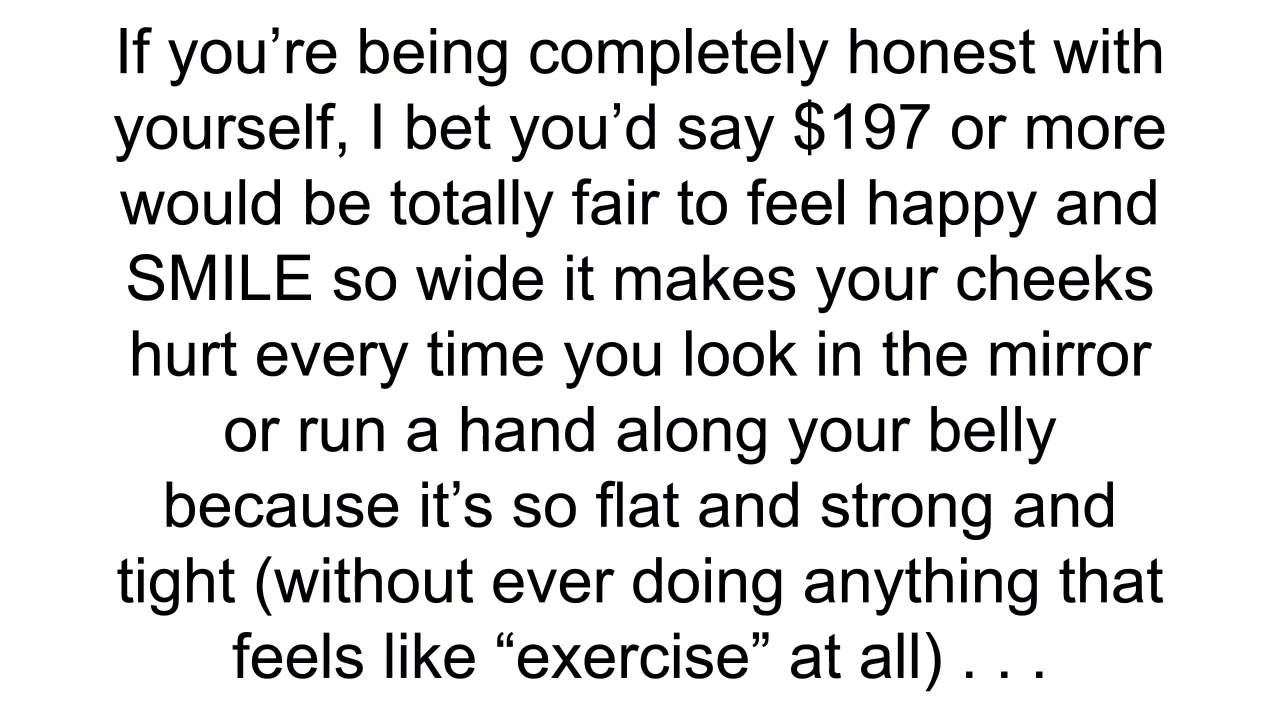 If you’re being completely honest with
yourself, I bet you’d say $197 or more
would be totally fair to feel happy and
SMILE so wide it makes your cheeks
hurt every time you look in the mirror
or run a hand along your belly
because it’s so flat and strong and
tight (without ever doing anything that
feels like “exercise” at all) . . .